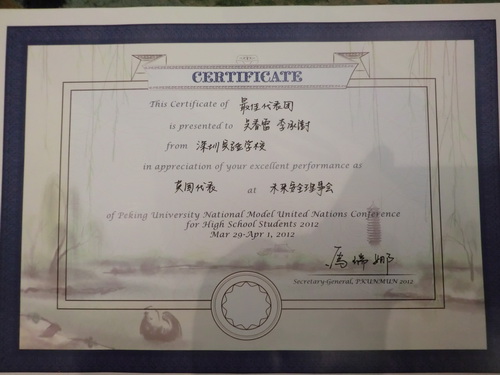 CERTIFICATE
This Certificate of 最佳代表团
is presented to 吴春雷 李承澍
from 深圳实验学校
in appreciation of your excellent performance as
英国代表 at 未来安全理事会
of Peking University National Model United Nations Conference
for High School Students 2012
Mar 29-Apr 1, 2012
Secretary-General, PKUNMUN 2012